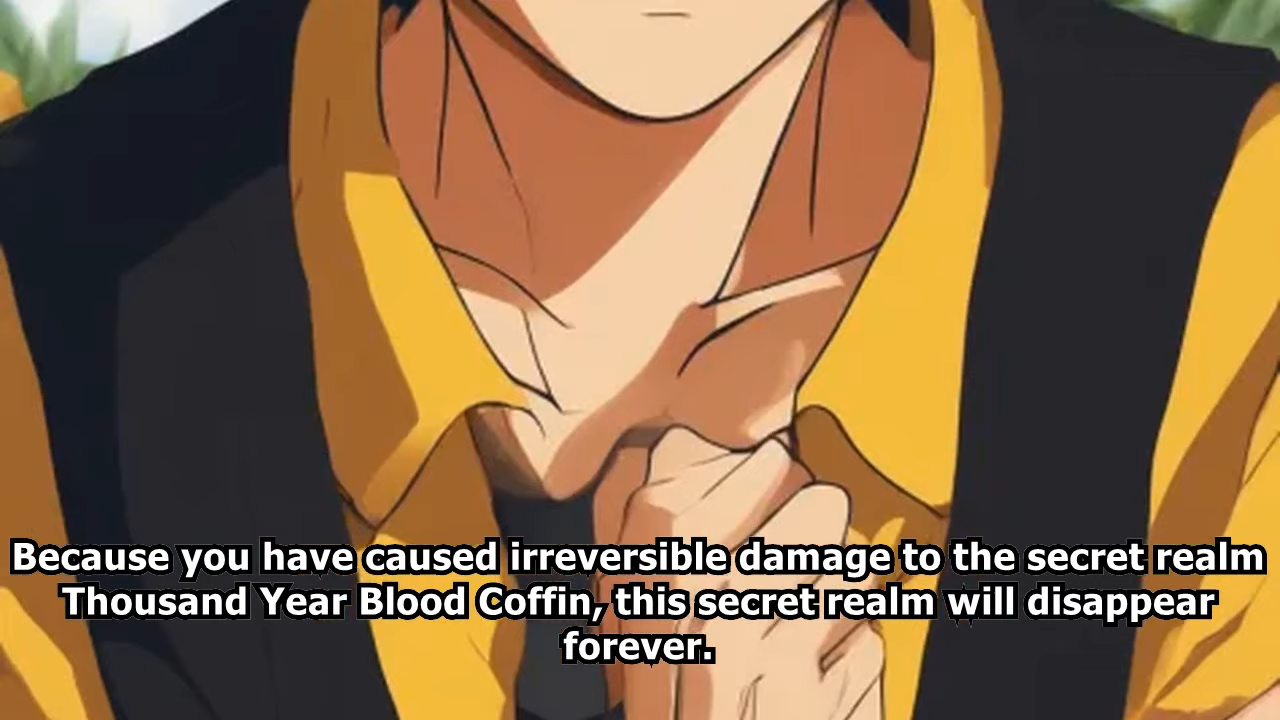 Because you have caused irreversible damage to the secret realm
Thousand Year Blood Coffin, this secret realm will disappear
forever.